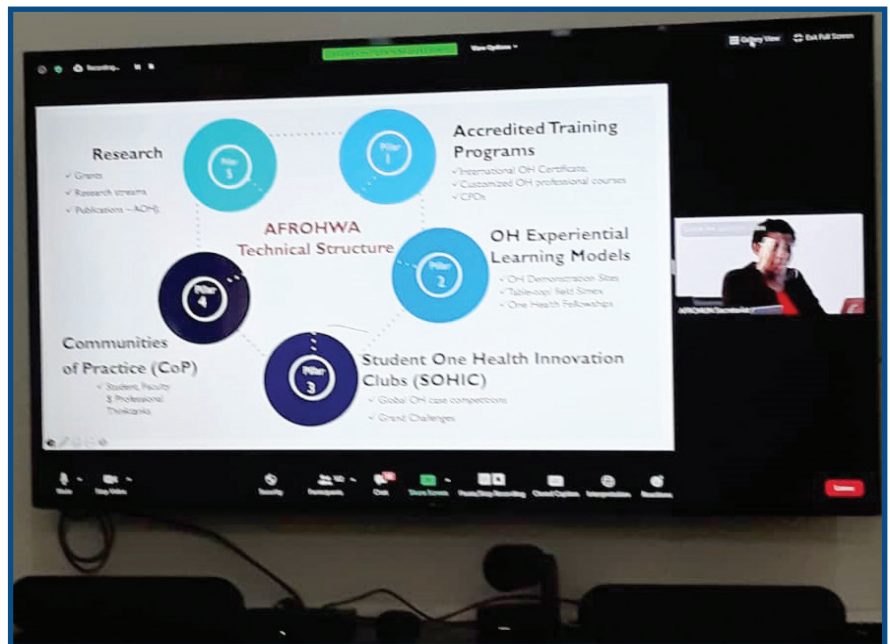 Recording...
View Options
Gallery View
Exit Full Screen
Research
✓ Grants
✓ Research streams
✓ Publications – AOHJ
Pillar
5
Pillar
1
Accredited Training
Programs
✓ International OH Certificate,
✓ Customized OH professional courses
✓ CPDs
AFROHWA
Technical Structure
Pillar
2
OH Experiential
Learning Models
✓ OH Demonstration Sites
✓ Table-top/ field Simex
✓ One Health Fellowships
Pillar
4
Communities
of Practice (CoP)
✓ Student, Faculty
$ Professional
Thinktanks
Pillar
3
Student One Health Innovation
Clubs (SOHIC)
✓ Global OH case competitions
✓ Grand Challenges
AFROHUN Secretariat
Mute
Stop Video
Security
Participants
Chat
Share Screen
Pause/Stop Recording
Closed Caption
Interpretation
Reactions